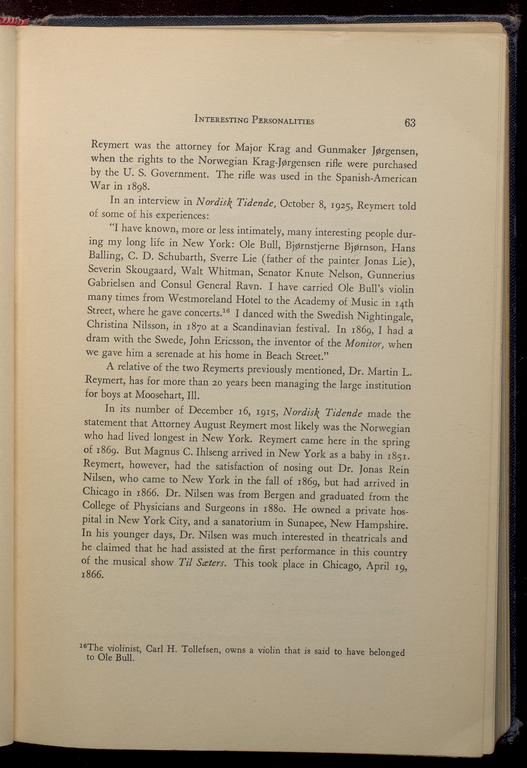 INTERESTING PERSONALITIES 63
Reymert was the attorney for Major Krag and Gunmaker Jørgensen,
when the rights to the Norwegian Krag-Jørgensen rifle were purchased
by the U. S. Government. The rifle was used in the Spanish-American
War in 1898.
In an interview in Nordisk Tidende, October 8, 1925, Reymert told
of some of his experiences:
"I have known, more or less intimately, many interesting people dur-
ing my long life in New York: Ole Bull, Bjørnstjerne Bjørnson, Hans
Balling, C. D. Schubarth, Sverre Lie (father of the painter Jonas Lie),
Severin Skougaard, Walt Whitman, Senator Knute Nelson, Gunnerius
Gabrielsen and Consul General Ravn. I have carried Ole Bull's violin
many times from Westmoreland Hotel to the Academy of Music in 14th
Street, where he gave concerts.16 I danced with the Swedish Nightingale,
Christina Nilsson, in 1870 at a Scandinavian festival. In 1869, I had a
dram with the Swede, John Ericsson, the inventor of the Monitor, when
we gave him a serenade at his home in Beach Street."
A relative of the two Reymerts previously mentioned, Dr. Martin L.
Reymert, has for more than 20 years been managing the large institution
for boys at Moosehart, Ill.
In its number of December 16, 1915, Nordisk Tidende made the
statement that Attorney August Reymert most likely was the Norwegian
who had lived longest in New York. Reymert came here in the spring
of 1869. But Magnus C. Ihlseng arrived in New York as a baby in 1851.
Reymert, however, had the satisfaction of nosing out Dr. Jonas Rein
Nilsen, who came to New York in the fall of 1869, but had arrived in
Chicago in 1866. Dr. Nilsen was from Bergen and graduated from the
College of Physicians and Surgeons in 1880. He owned a private hos-
pital in New York City, and a sanatorium in Sunapee, New Hampshire.
In his younger days, Dr. Nilsen was much interested in theatricals and
he claimed that he had assisted at the first performance in this country
of the musical show Til Sæters. This took place in Chicago, April 19,
1866.
16The violinist, Carl H. Tollefsen, owns a violin that is said to have belonged
to Ole Bull.